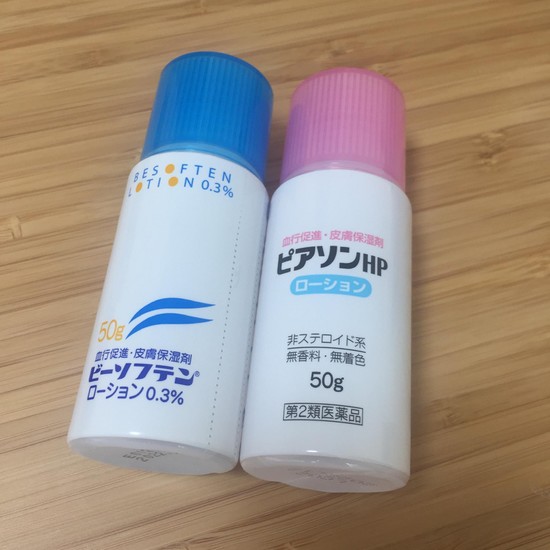 BESOFTEN
LOTION 0.3%
50g
血行促進・皮膚保湿剤
ビーソフテン®
ローション 0.3%
血行促進・皮膚保湿剤
ピアソンHP
ローション
非ステロイド系
無香料・無着色
50g
第2類医薬品